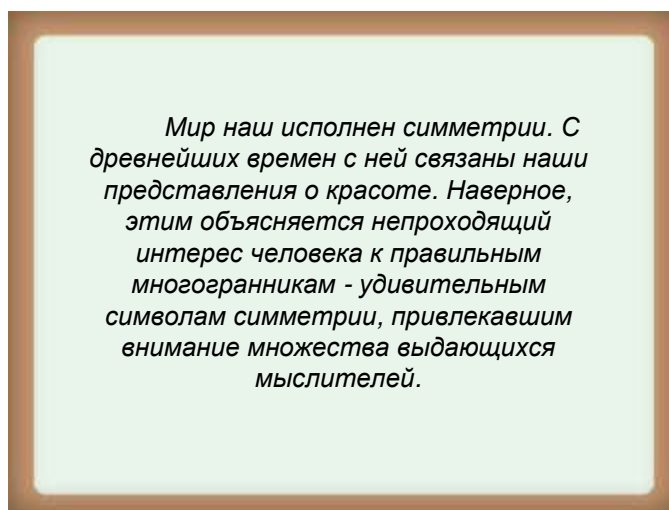 Мир наш исполнен симметрии. С
древнейших времен с ней связаны наши
представления о красоте. Наверное,
этим объясняется непроходящий
интерес человека к правильным
многогранникам - удивительным
символам симметрии, привлекавшим
внимание множества выдающихся
мыслителей.